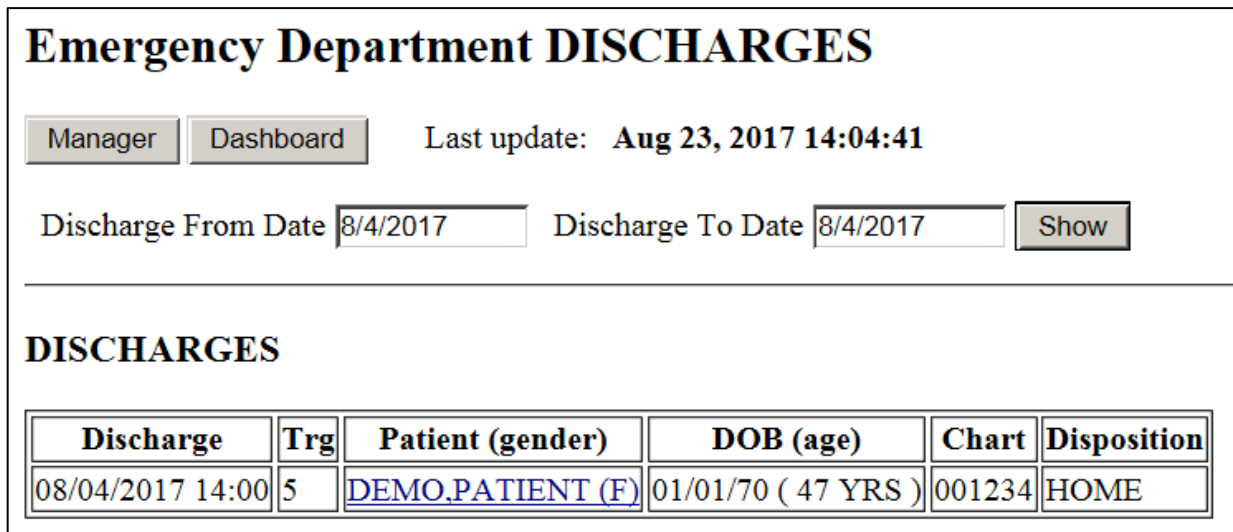 Emergency Department DISCHARGES
Manager Dashboard Last update: Aug 23, 2017 14:04:41
Discharge From Date 8/4/2017 Discharge To Date 8/4/2017 Show
DISCHARGES
Discharge Trg Patient (gender) DOB (age) Chart Disposition
08/04/2017 14:00 5 DEMO,PATIENT (F) 01/01/70 ( 47 YRS ) 001234 HOME